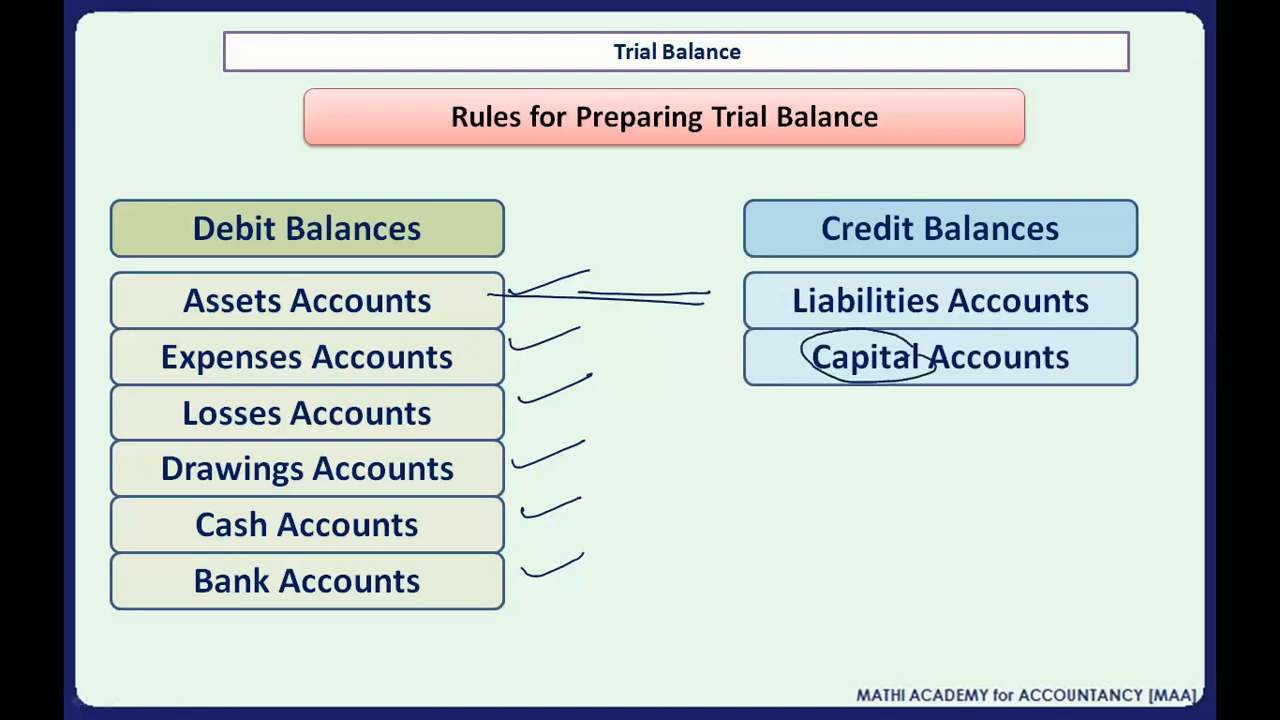 Trial Balance
Rules for Preparing Trial Balance
Debit Balances
Assets Accounts
Expenses Accounts
Losses Accounts
Drawings Accounts
Cash Accounts
Bank Accounts
Credit Balances
Liabilities Accounts
Capital Accounts
MATHI ACADEMY for ACCOUNTANCY [MAA]